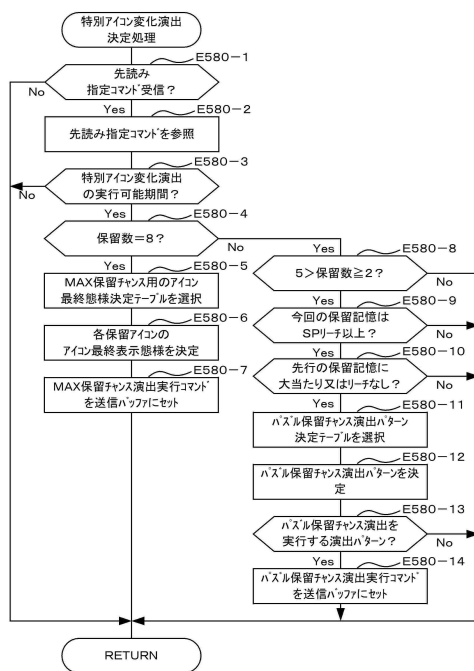 特別アイコン変化演出
決定処理
E580-1
先読み
指定コマンド受信？
No
Yes
E580-2
先読み指定コマンドを参照
E580-3
特別アイコン変化演出
の実行可能期間？
No
Yes
E580-4
保留数＝8？
No
Yes
E580-5
MAX保留チャンス用のアイコン
最終態様決定テーブルを選択
E580-6
各保留アイコンの
アイコン最終表示態様を決定
E580-7
MAX保留チャンス演出実行コマンド
を送信バッファにセット
E580-8
Yes
5＞保留数≧2？
No
E580-9
Yes
今回の保留記憶は
SPリーチ以上？
No
E580-10
Yes
先行の保留記憶に
大当たり又はリーチなし？
No
E580-11
Yes
パズル保留チャンス演出パターン
決定テーブルを選択
E580-12
パズル保留チャンス演出パターンを決
定
E580-13
パズル保留チャンス演出を
実行する演出パターン？
No
Yes
E580-14
パズル保留チャンス演出実行コマンド
を送信バッファにセット
RETURN